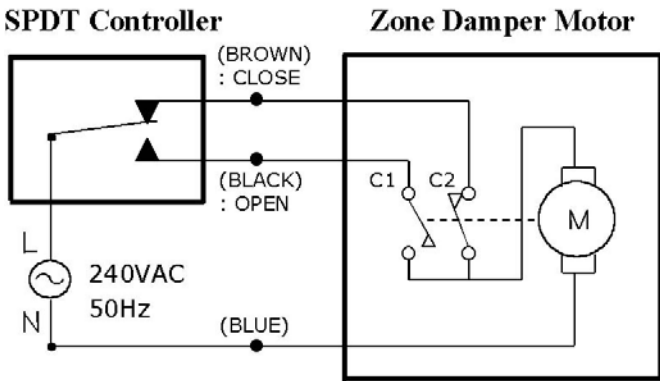 SPDT Controller
Zone Damper Motor
(BROWN)
: CLOSE
(BLACK)
: OPEN
C1
C2
M
L
240VAC
50Hz
N
(BLUE)